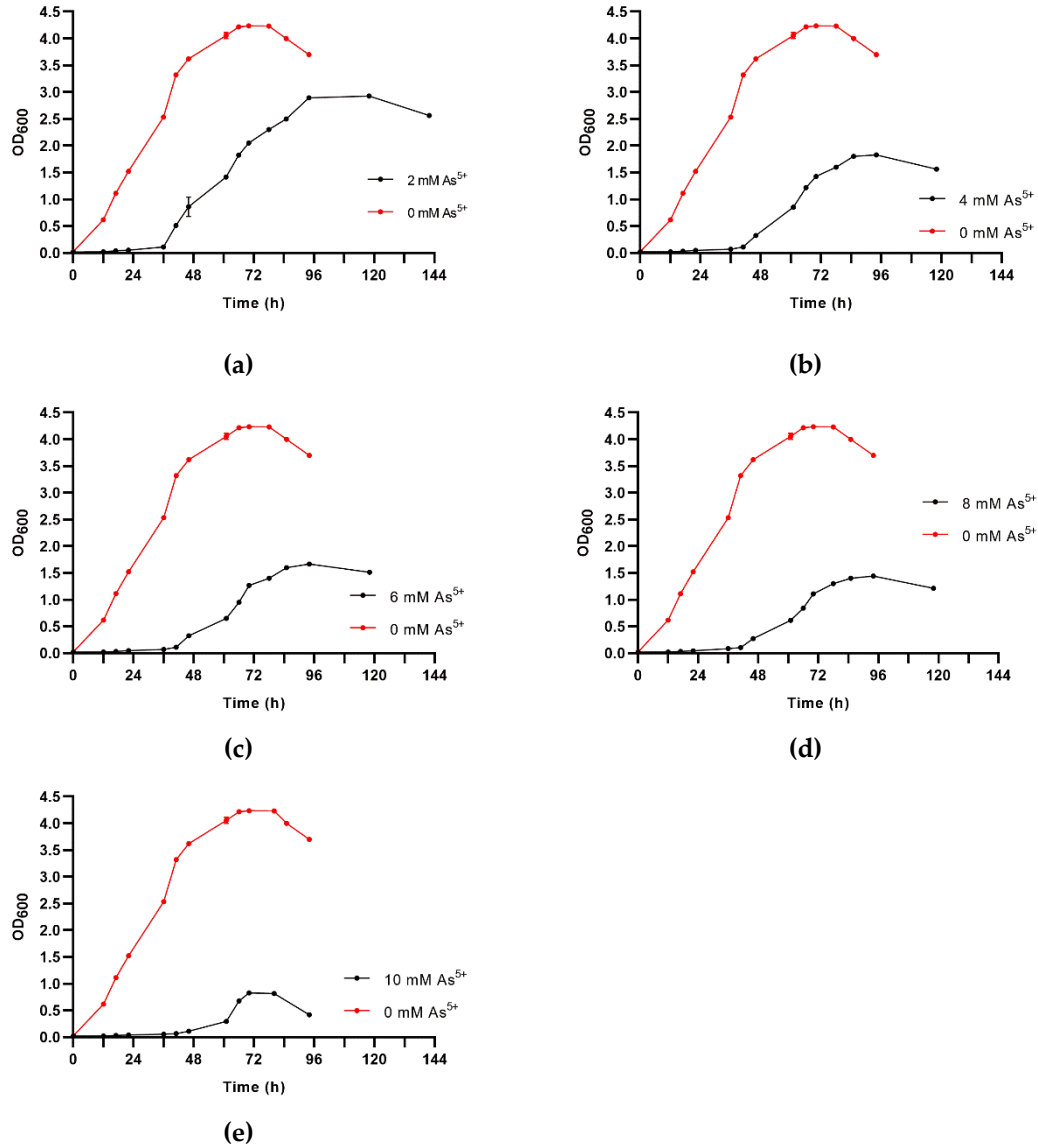 4.5
4.0
3.5
3.0
2.5
2.0
1.5
1.0
0.5
0.0
OD600
2 mM As5+
0 mM As5+
0 24 48 72 96 120 144
Time (h)
(a)
4.5
4.0
3.5
3.0
2.5
2.0
1.5
1.0
0.5
0.0
OD600
4 mM As5+
0 mM As5+
0 24 48 72 96 120 144
Time (h)
(b)
4.5
4.0
3.5
3.0
2.5
2.0
1.5
1.0
0.5
0.0
OD600
6 mM As5+
0 mM As5+
0 24 48 72 96 120 144
Time (h)
(c)
4.5
4.0
3.5
3.0
2.5
2.0
1.5
1.0
0.5
0.0
OD600
8 mM As5+
0 mM As5+
0 24 48 72 96 120 144
Time (h)
(d)
4.5
4.0
3.5
3.0
2.5
2.0
1.5
1.0
0.5
0.0
OD600
10 mM As5+
0 mM As5+
0 24 48 72 96 120 144
Time (h)
(e)